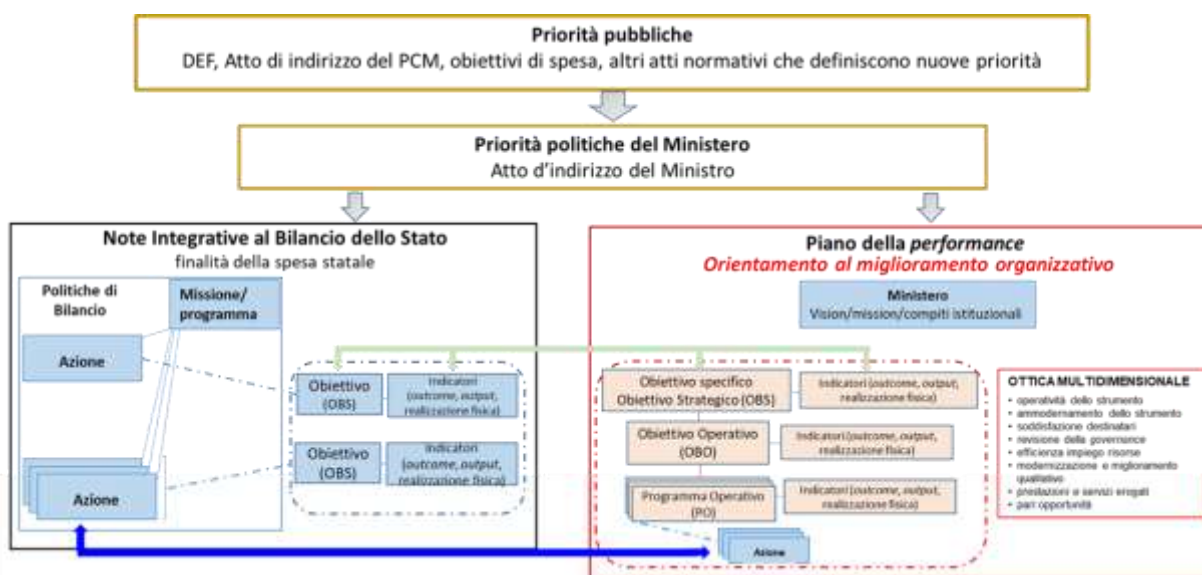 Priorità pubbliche
DEF, Atto di indirizzo del PCM, obiettivi di spesa, altri atti normativi che definiscono nuove priorità
Priorità politiche del Ministero
Atto d'indirizzo del Ministro
Note Integrative al Bilancio dello Stato
finalità della spesa statale
Politiche di
Bilancio
Missione/
programma
Azione
Azione
Obiettivo
(OBS)
Indicatori
(outcome, output,
realizzazione fisica)
Obiettivo
(OBS)
Indicatori
(outcome, output,
realizzazione fisica)
Piano della performance
Orientamento al miglioramento organizzativo
Ministero
Vision/mission/compiti istituzionali
Obiettivo specifico
Obiettivo Strategico (OBS)
Indicatori (outcome, output,
realizzazione fisica)
Obiettivo Operativo
(OBO)
Indicatori (outcome, output,
realizzazione fisica)
Programma Operativo
(PO)
Indicatori (outcome, output,
realizzazione fisica)
Azione
OTTICA MULTIDIMENSIONALE
• operatività dello strumento
• ammodernamento dello strumento
• soddisfazione destinatari
• revisione della governance
• efficienza impiego risorse
• modernizzazione e miglioramento
qualitativo
• prestazioni e servizi erogati
• pari opportunità